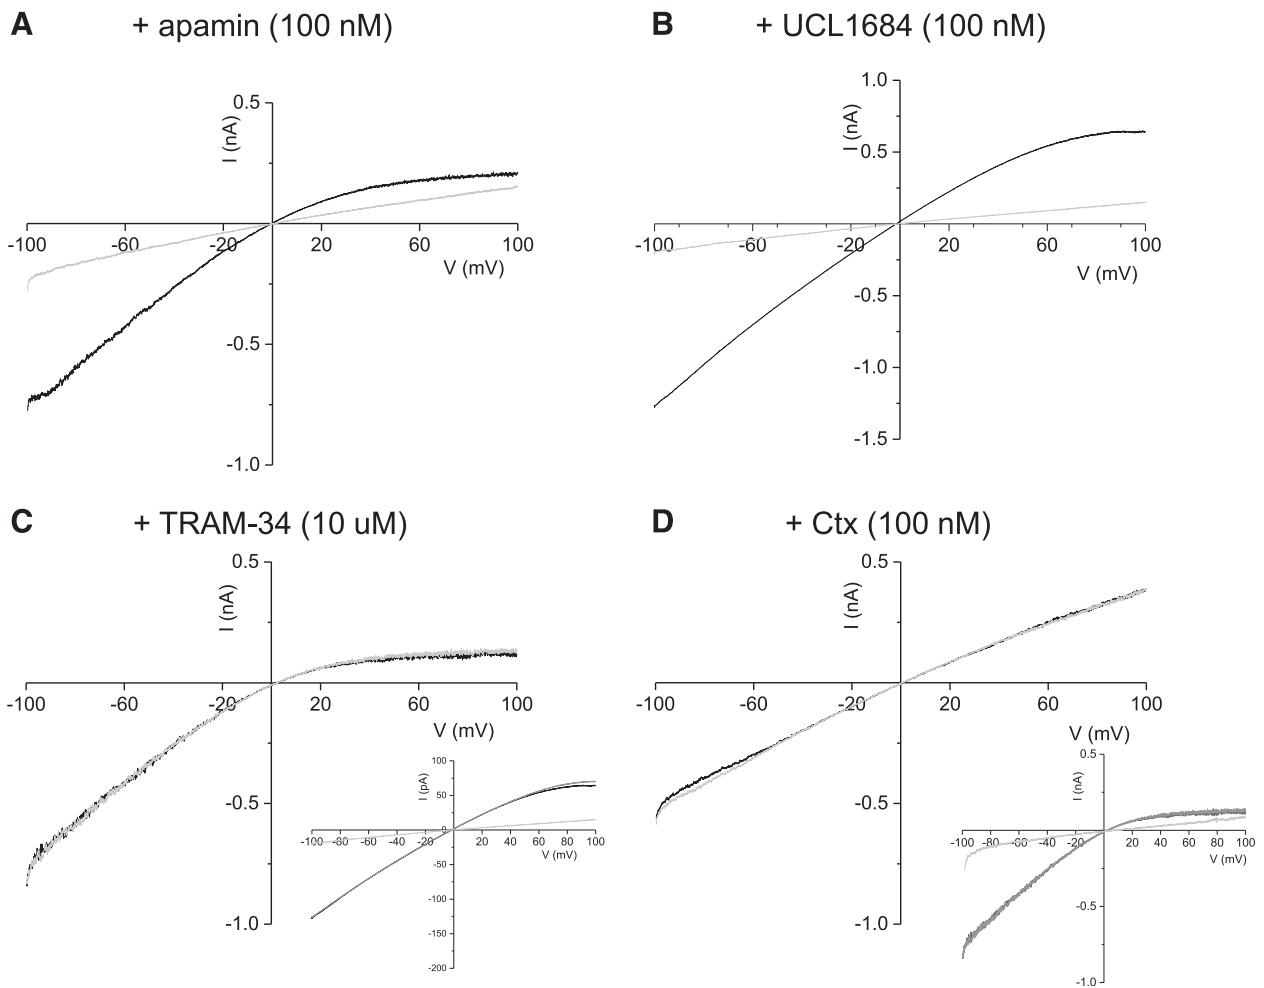 A + apamin (100 nM)
0.5
I (nA)
-100 -60 -20 20 60 100
V (mV)
-0.5
-1.0
B + UCL1684 (100 nM)
1.0
I (nA)
0.5
-100 -60 -20 20 60 100
V (mV)
-0.5
-1.0
-1.5
C + TRAM-34 (10 uM)
0.5
I (nA)
-100 -60 -20 20 60 100
V (mV)
-0.5
-1.0
100
I (pA)
50
0
-100 -80 -60 -40 -20 20 40 60 80 100
V (mV)
-50
-100
-150
-200
D + Ctx (100 nM)
0.5
I (nA)
-100 -60 -20 20 60 100
V (mV)
-0.5
-1.0
0.5
I (nA)
-100 -80 -60 -40 -20 20 40 60 80 100
V (mV)
-0.5
-1.0